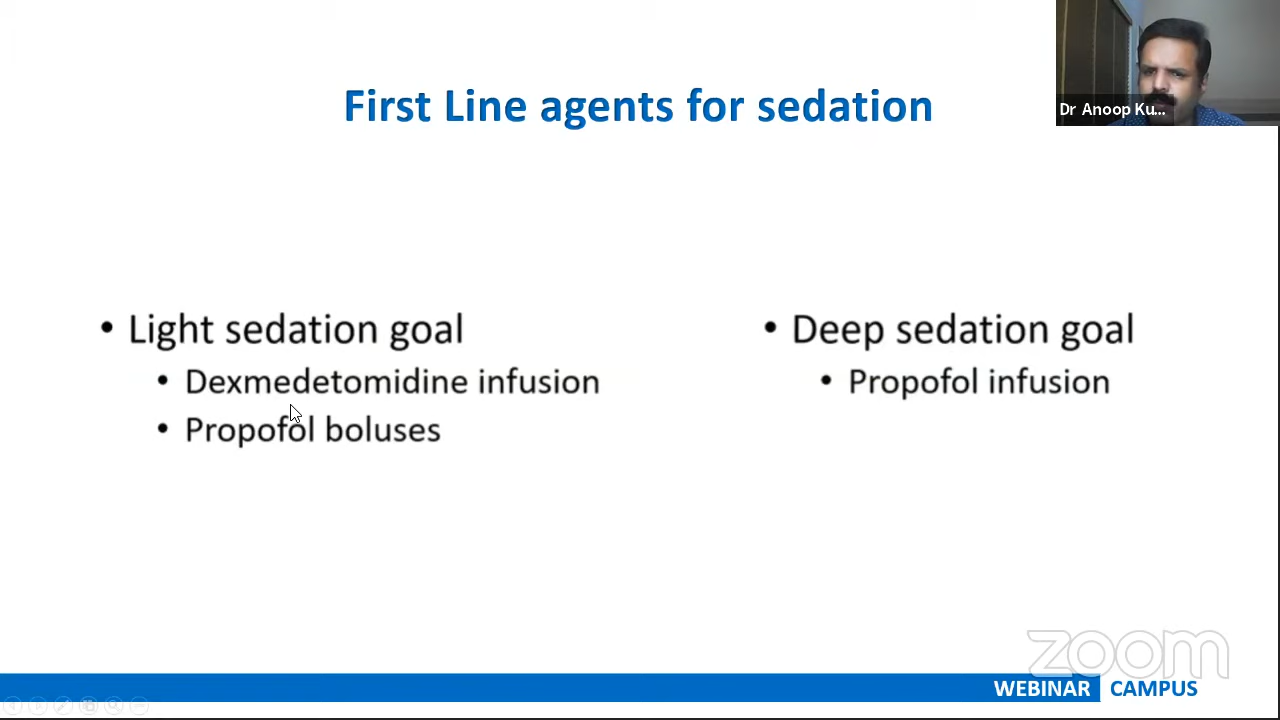 First Line agents for sedation
Dr Anoop Ku...
• Light sedation goal
• Dexmedetomidine infusion
• Propofol boluses
• Deep sedation goal
• Propofol infusion
zoom
WEBINAR CAMPUS